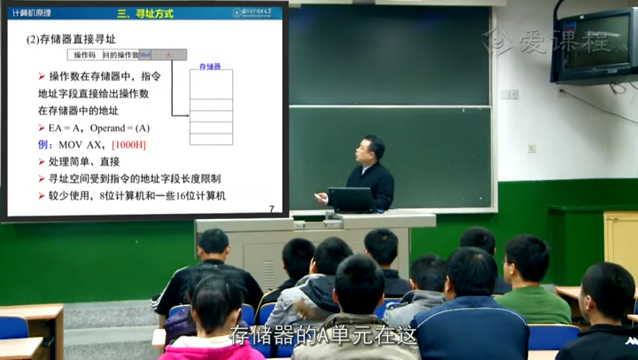 计算机原理
三、寻址方式
(2)存储器直接寻址
操作码 目的操作数 Mod A
存储器
➢ 操作数在存储器中，指令
地址字段直接给出操作数
在存储器中的地址
➢ EA = A，Operand = (A)
例：MOV AX, [1000H]
➢ 处理简单、直接
➢ 寻址空间受到指令的地址字段长度限制
➢ 较少使用，8位计算机和一些16位计算机
7
爱课程
存储器的A单元在这